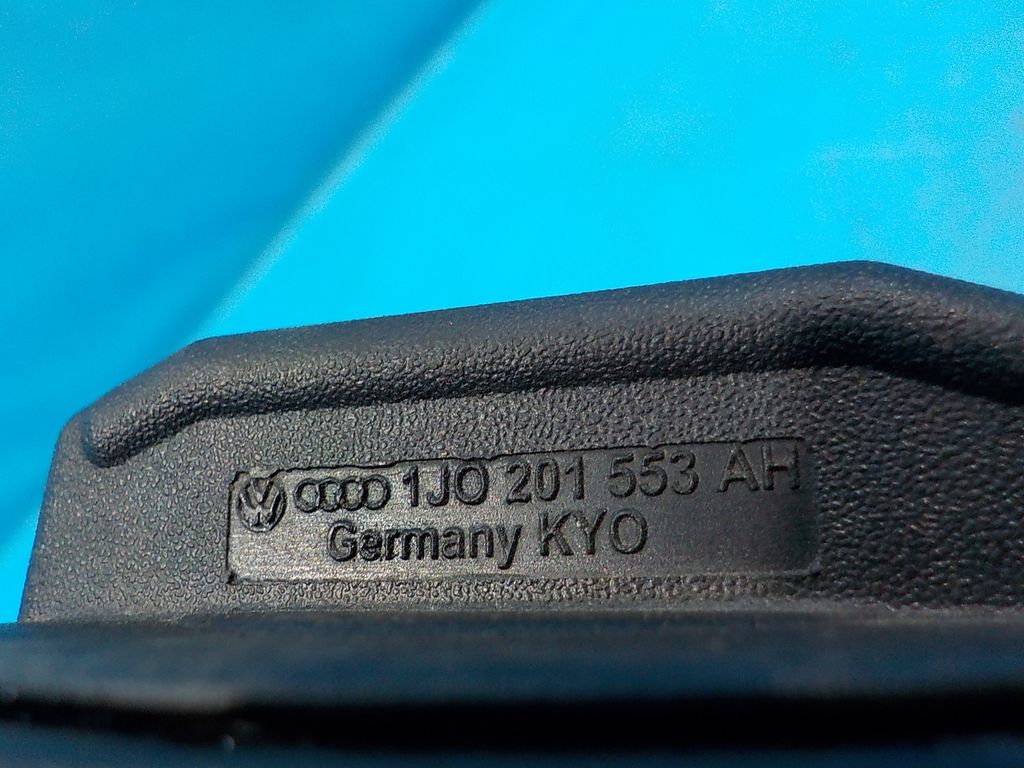 1JO 201 553 AH
Germany KYO